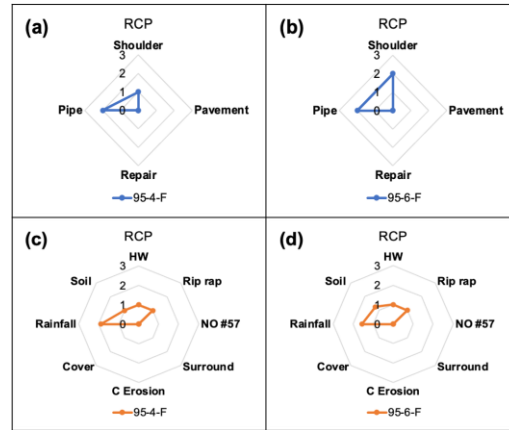 (a)
RCP
Shoulder
3
2
1
0
Pipe
Pavement
Repair
95-4-F
(b)
RCP
Shoulder
3
2
1
0
Pipe
Pavement
Repair
95-6-F
(c)
RCP
HW
3
2
1
0
Soil
Rip rap
Rainfall
NO #57
Cover
Surround
C Erosion
95-4-F
(d)
RCP
HW
3
2
1
0
Soil
Rip rap
Rainfall
NO #57
Cover
Surround
C Erosion
95-6-F